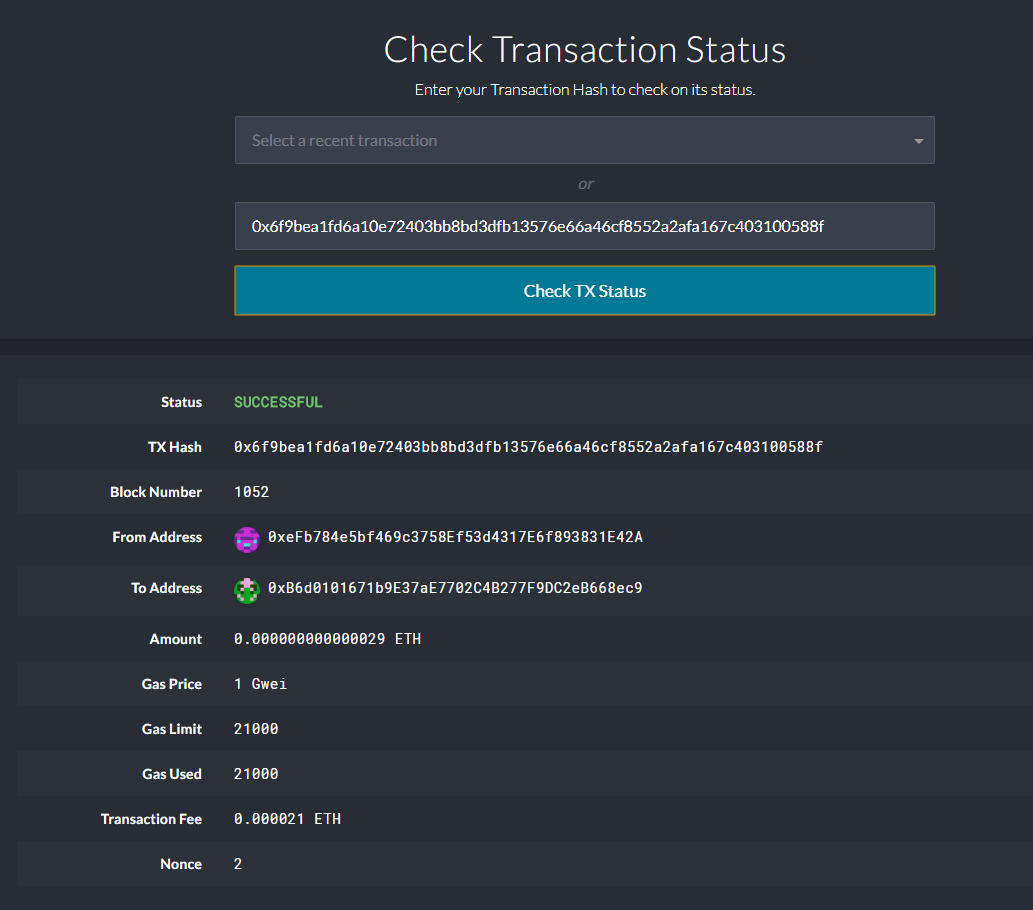 Check Transaction Status
Enter your Transaction Hash to check on its status.
Select a recent transaction
or
0x6f9bea1fd6a10e72403bb8bd3dfb13576e66a46cf8552a2afa167c403100588f
Check TX Status
Status SUCCESSFUL
TX Hash 0x6f9bea1fd6a10e72403bb8bd3dfb13576e66a46cf8552a2afa167c403100588f
Block Number 1052
From Address 0xeFb784e5bf469c3758Ef53d4317E6f893831E42A
To Address 0xB6d0101671b9E37aE7702C4B277F9DC2eB668ec9
Amount 0.000000000000029 ETH
Gas Price 1 Gwei
Gas Limit 21000
Gas Used 21000
Transaction Fee 0.000021 ETH
Nonce 2